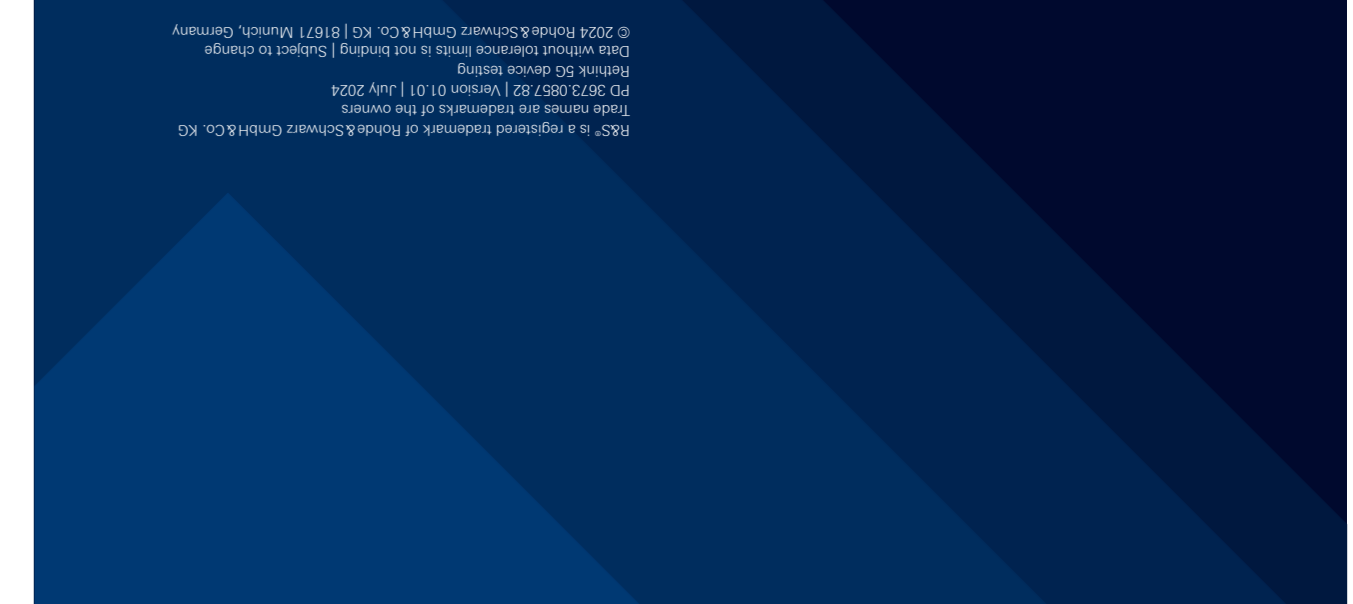 R&S® is a registered trademark of Rohde&Schwarz GmbH&Co. KG
Trade names are trademarks of the owners
PD 3673.0857.82 | Version 01.01 | July 2024
Rethink 5G device testing
Data without tolerance limits is not binding | Subject to change
© 2024 Rohde&Schwarz GmbH&Co. KG | 81671 Munich, Germany